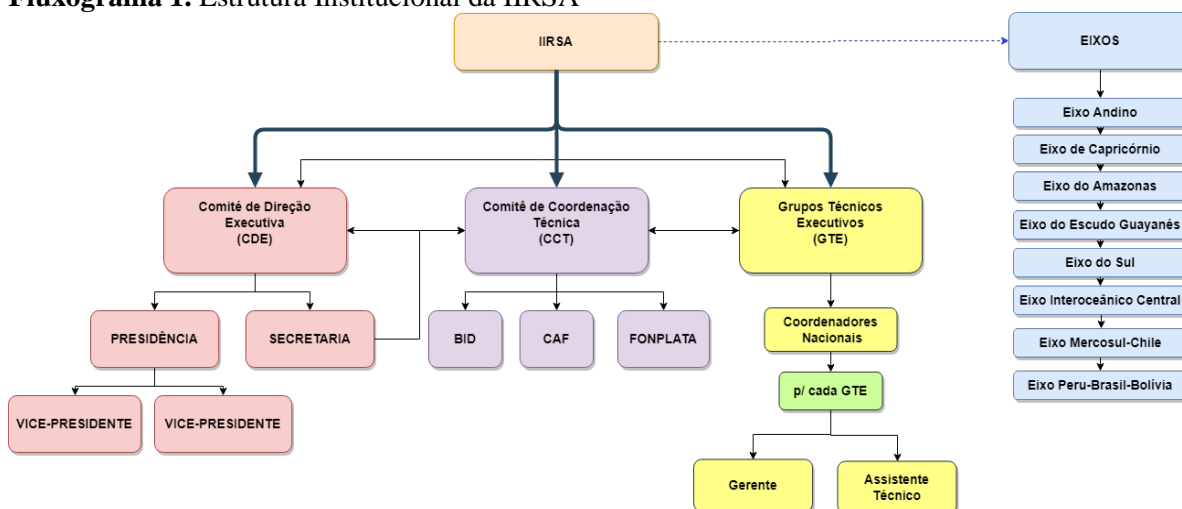 Fluxograma 1. Estrutura Institucional da IIRSA
IIRSA
EIXOS
Eixo Andino
Eixo de Capricórnio
Eixo do Amazonas
Eixo do Escudo Guayanés
Eixo do Sul
Eixo Interoceânico Central
Eixo Mercosul-Chile
Eixo Peru-Brasil-Bolívia
Comité de Direção
Executiva
(CDE)
Comitê de Coordenação
Técnica
(CCT)
Grupos Técnicos
Executivos
(GTE)
PRESIDÊNCIA
SECRETARIA
BID
CAF
FONPLATA
Coordenadores
Nacionais
p/ cada GTE
VICE-PRESIDENTE
VICE-PRESIDENTE
Gerente
Assistente
Técnico